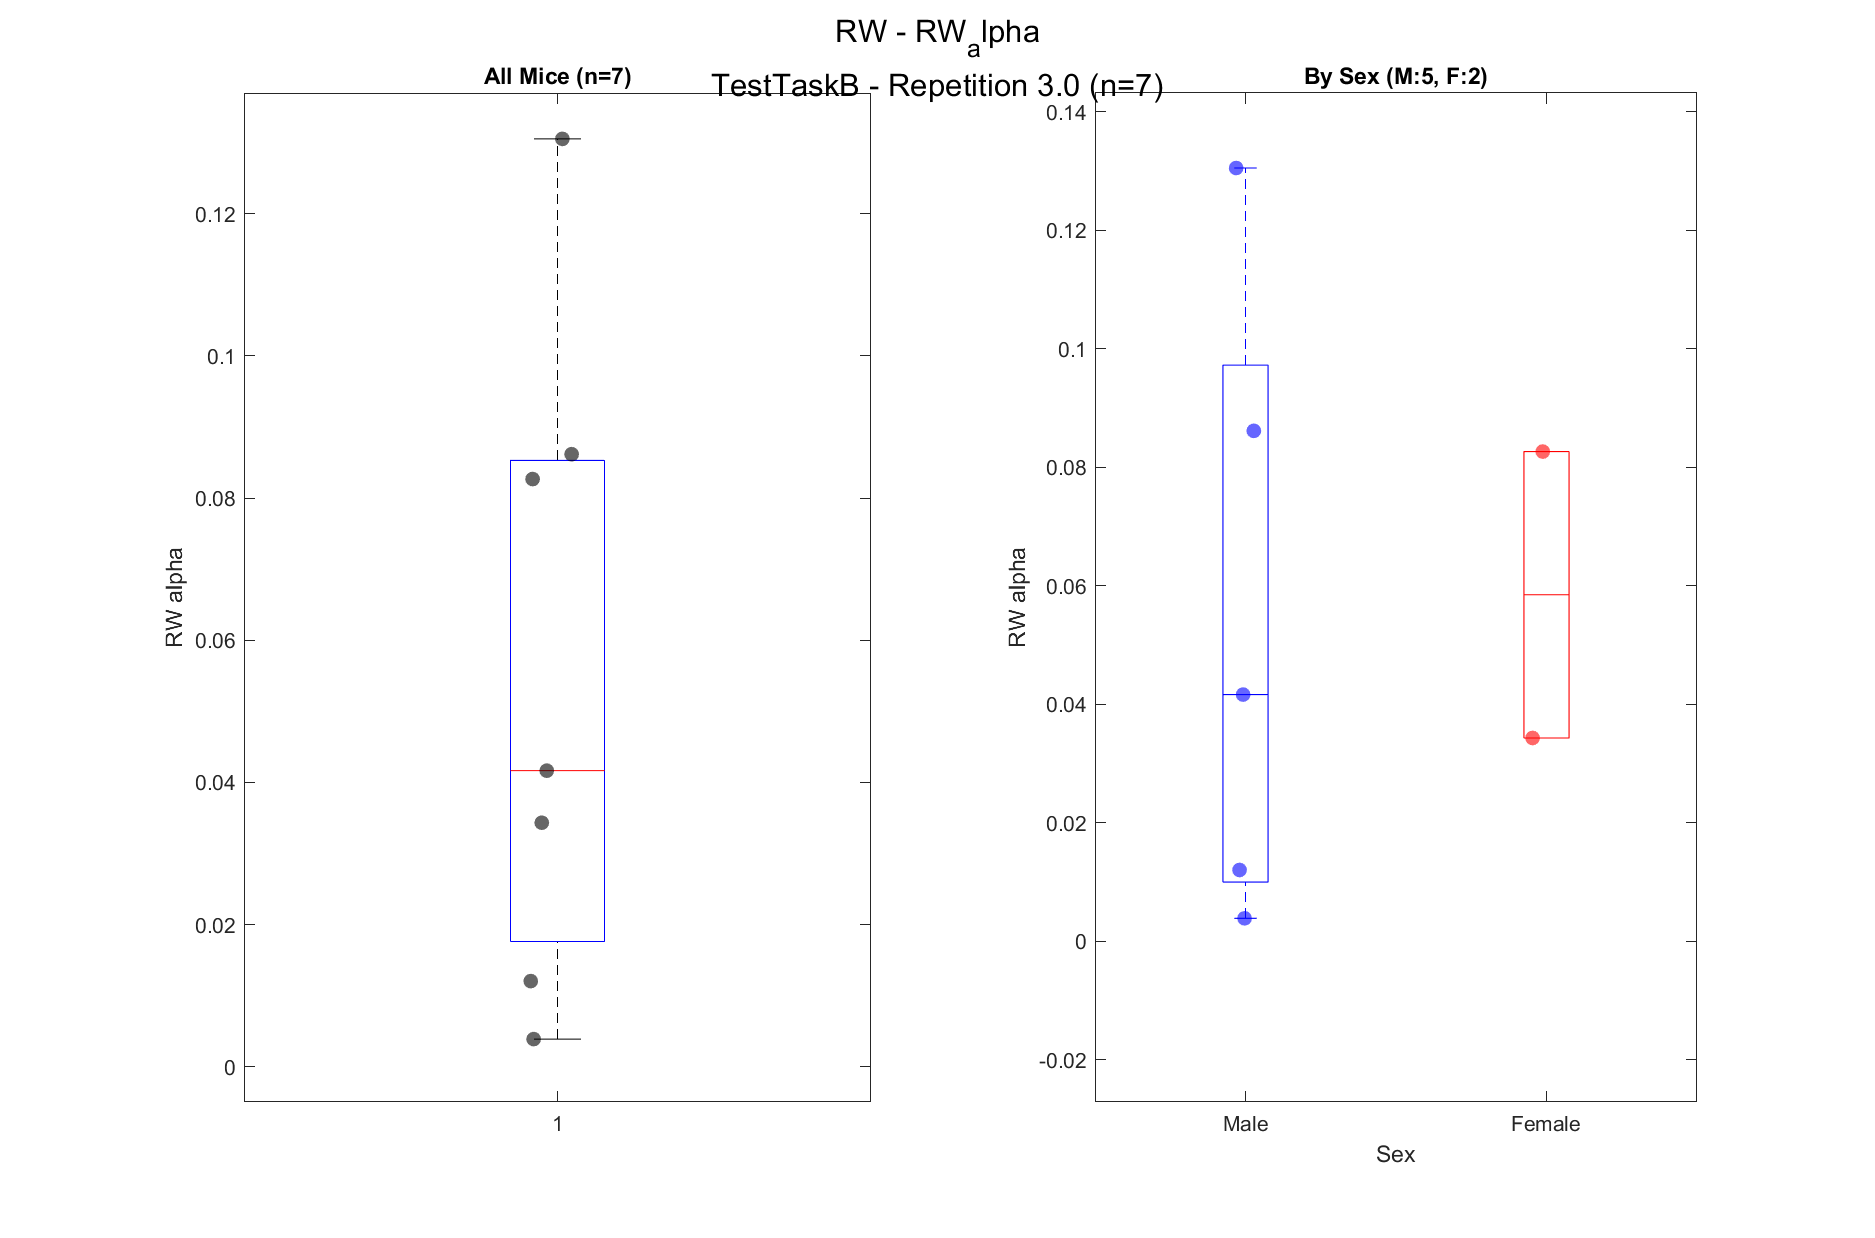 RW - RWalpha
TestTaskB - Repetition 3.0 (n=7)
All Mice (n=7)
RW alpha
0.12
0.1
0.08
0.06
0.04
0.02
0
1
By Sex (M:5, F:2)
RW alpha
0.14
0.12
0.1
0.08
0.06
0.04
0.02
0
-0.02
Male Female
Sex